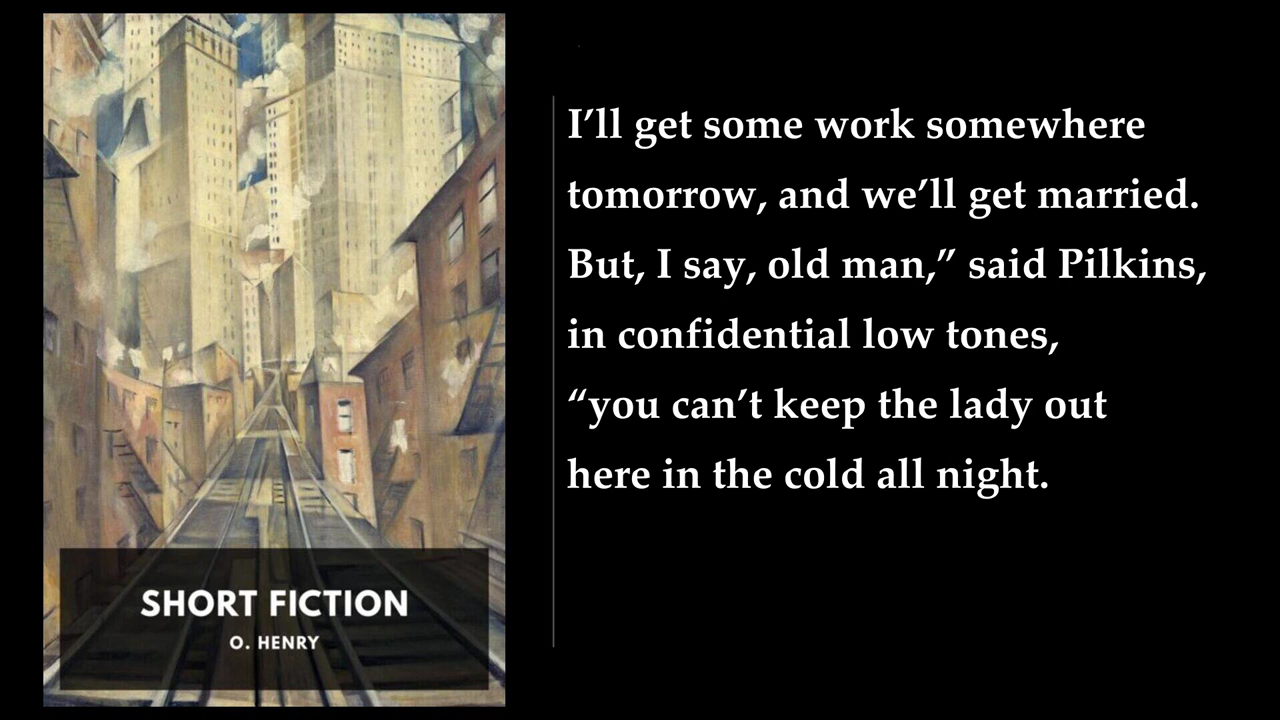 SHORT FICTION
O. HENRY
I’ll get some work somewhere
tomorrow, and we’ll get married.
But, I say, old man,” said Pilkins,
in confidential low tones,
“you can’t keep the lady out
here in the cold all night.